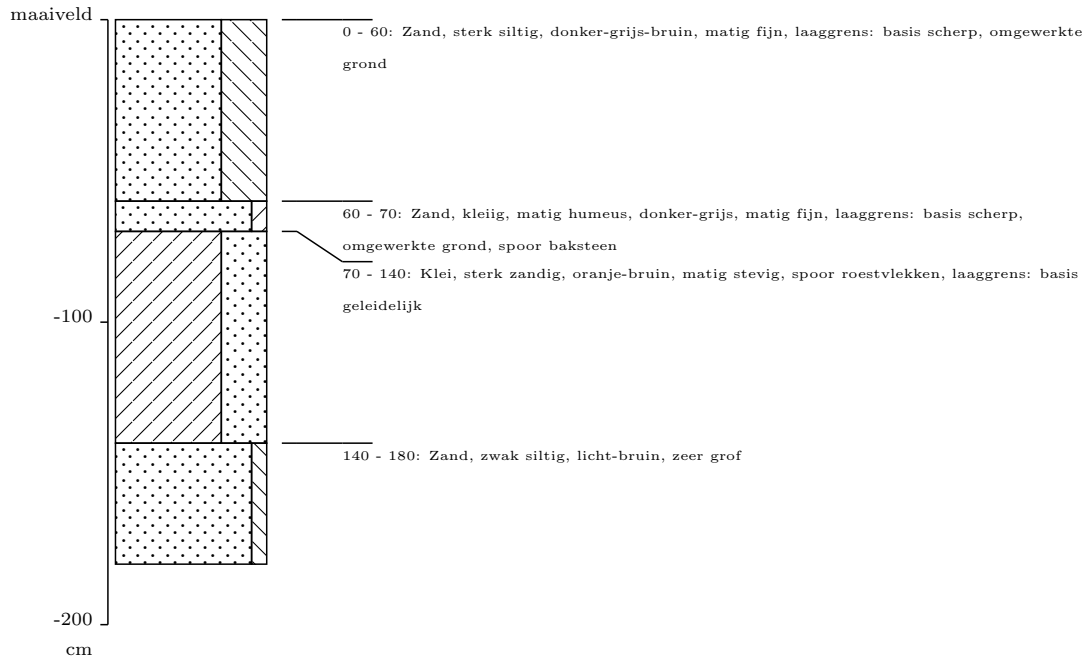 maaiveld
0 - 60: Zand, sterk siltig, donker-grijs-bruin, matig fijn, laaggrens: basis scherp, omgewerkte
grond
60 - 70: Zand, kleiig, matig humeus, donker-grijs, matig fijn, laaggrens: basis scherp,
omgewerkte grond, spoor baksteen
70 - 140: Klei, sterk zandig, oranje-bruin, matig stevig, spoor roestvlekken, laaggrens: basis
geleidelijk
-100
140 - 180: Zand, zwak siltig, licht-bruin, zeer grof
-200
cm